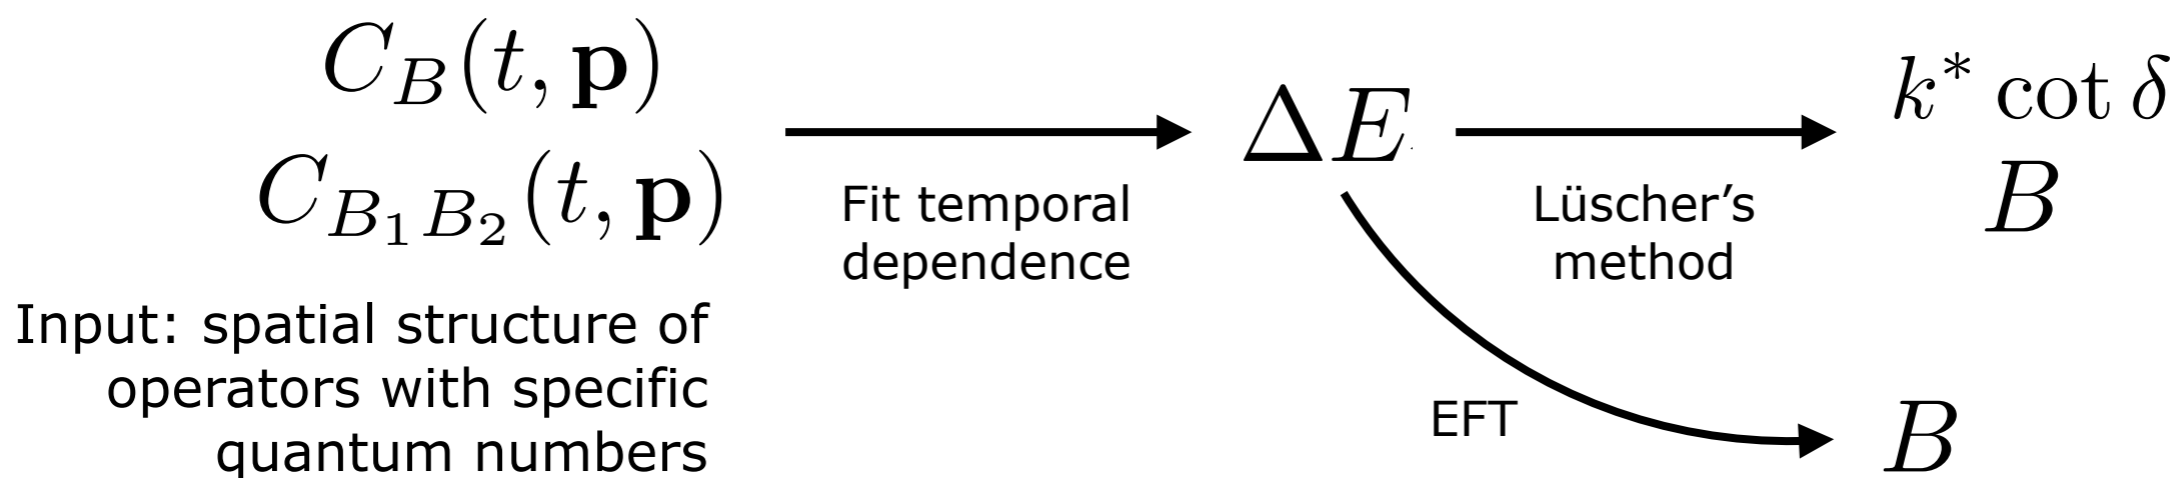 C_B(t, p)
C_{B_1 B_2}(t, p)
Input: spatial structure of
operators with specific
quantum numbers
Fit temporal
dependence
ΔE
Lüscher’s
method
k* cot δ
B
EFT
B